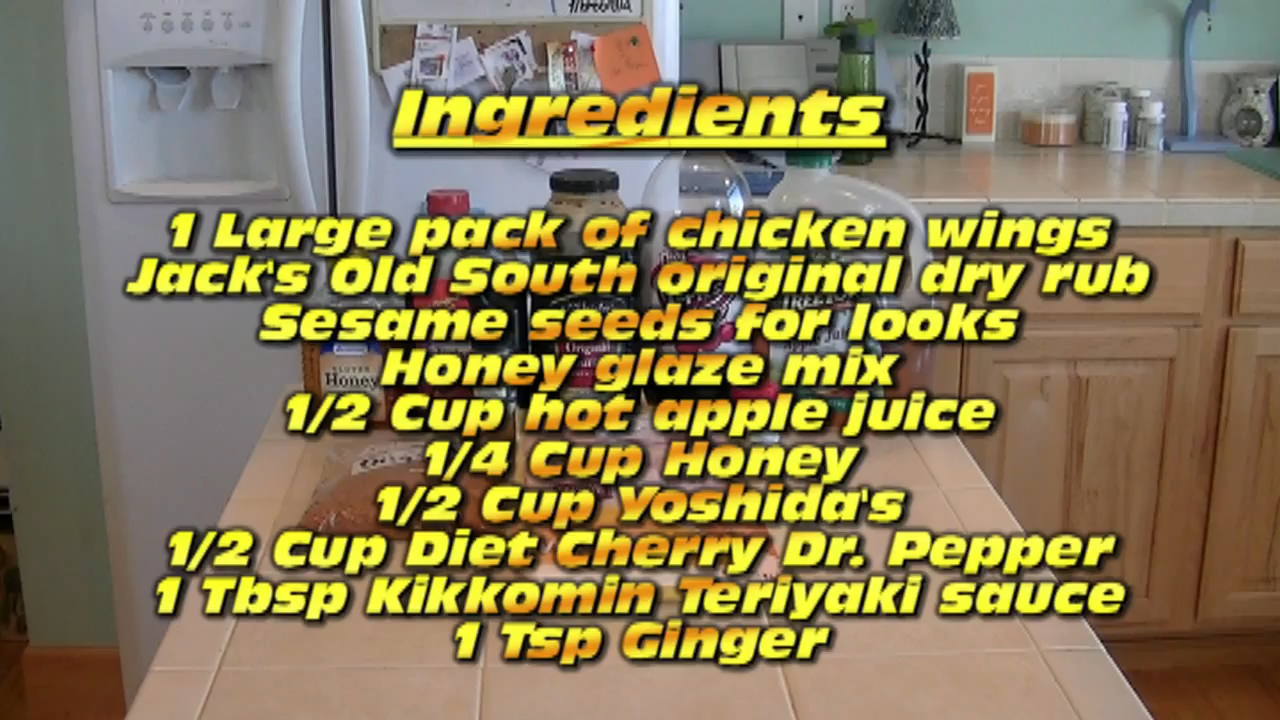 Ingredients
1 Large pack of chicken wings
Jack's Old South original dry rub
Sesame seeds for looks
Honey glaze mix
1/2 Cup hot apple juice
1/4 Cup Honey
1/2 Cup Yoshida's
1/2 Cup Diet Cherry Dr. Pepper
1 Tbsp Kikkomin Teriyaki sauce
1 Tsp Ginger
Honey
Original